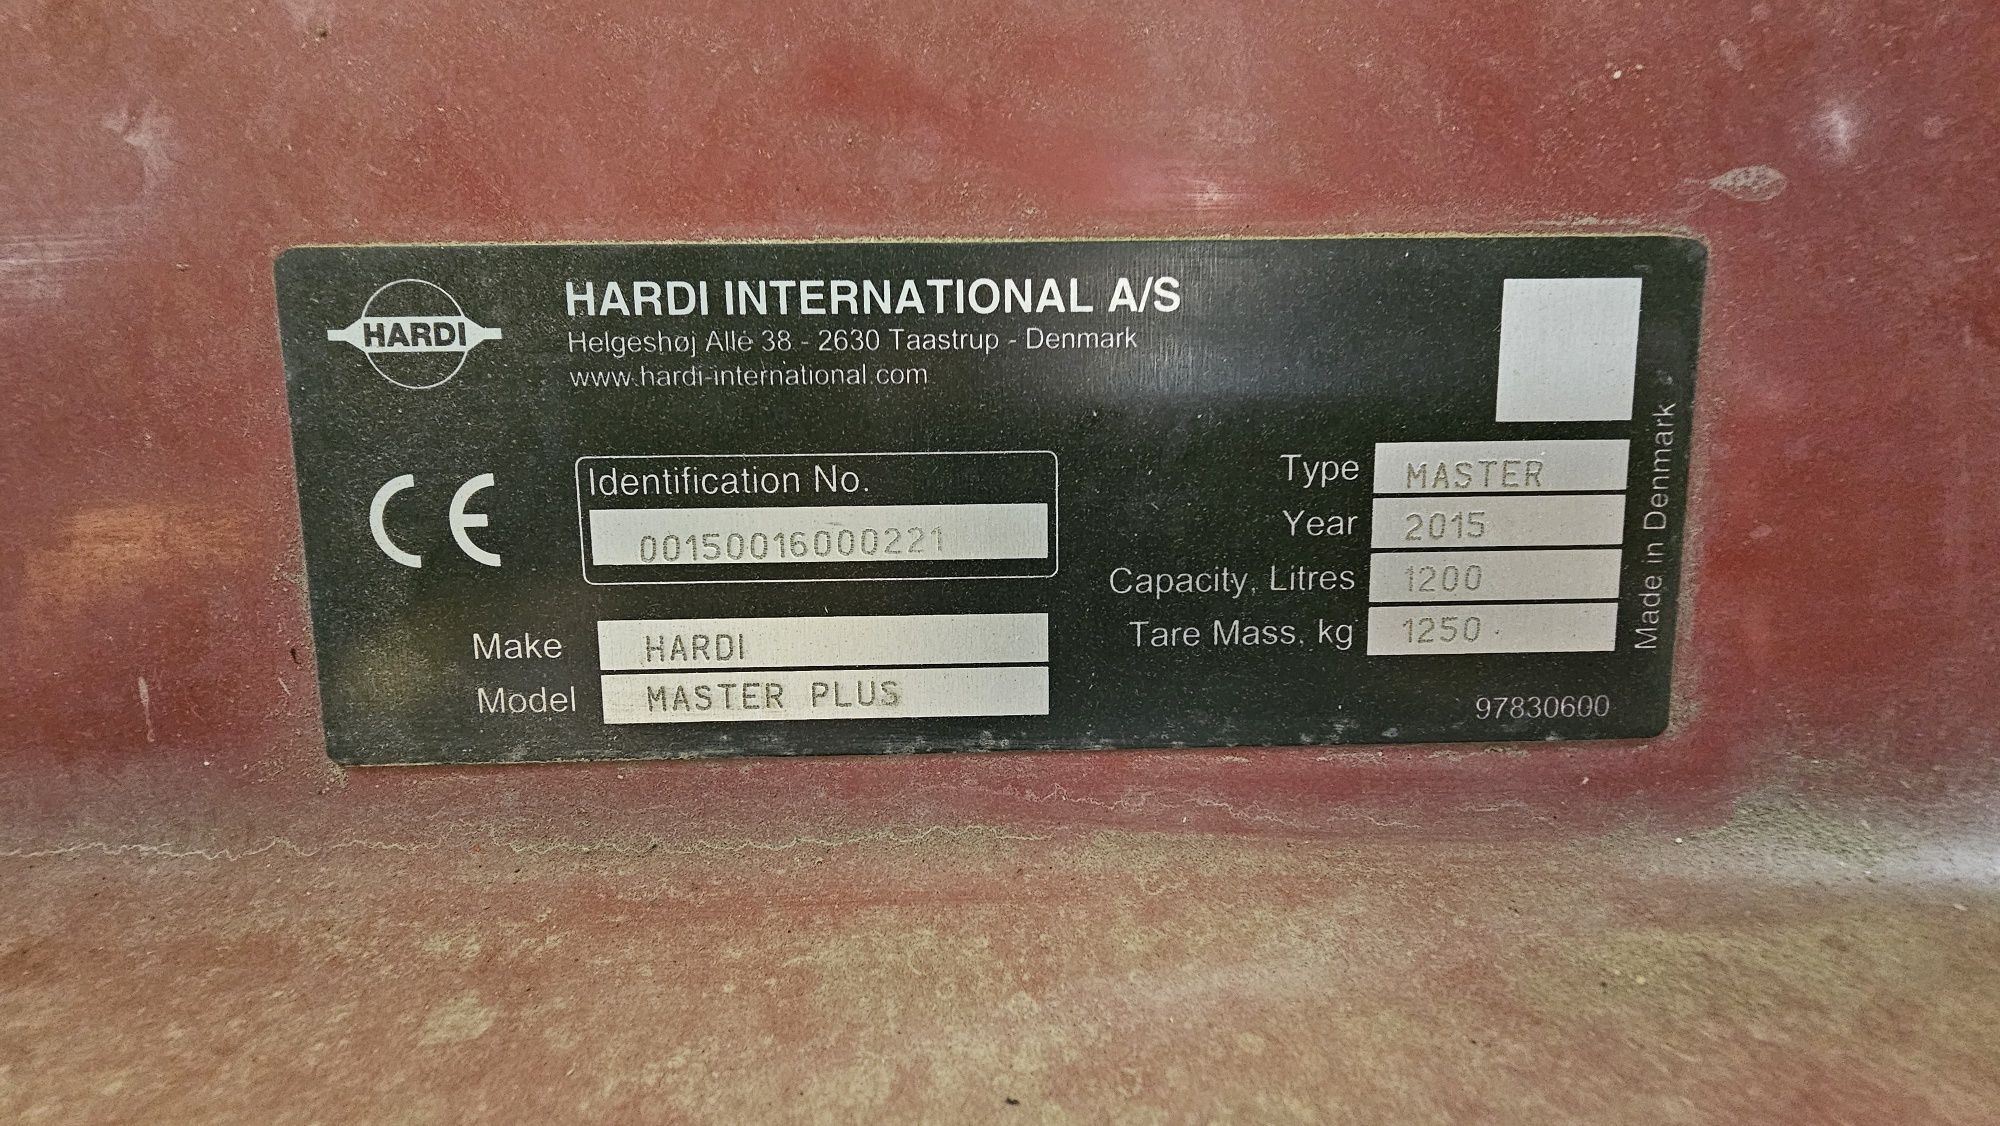 HARDI
HARDI INTERNATIONAL A/S
Helgeshøj Allé 38 - 2630 Taastrup - Denmark
www.hardi-international.com
CE
Identification No.
00150016000221
Make HARDI
Model MASTER PLUS
Type MASTER
Year 2015
Capacity, Litres 1200
Tare Mass, kg 1250
Made in Denmark
97830600